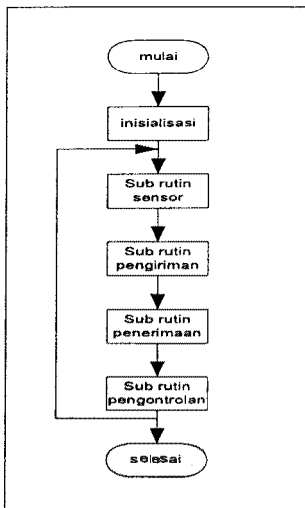 mulai
inisialisasi
Sub rutin
sensor
Sub rutin
pengiriman
Sub rutin
penerimaan
Sub rutin
pengontrolan
selesai